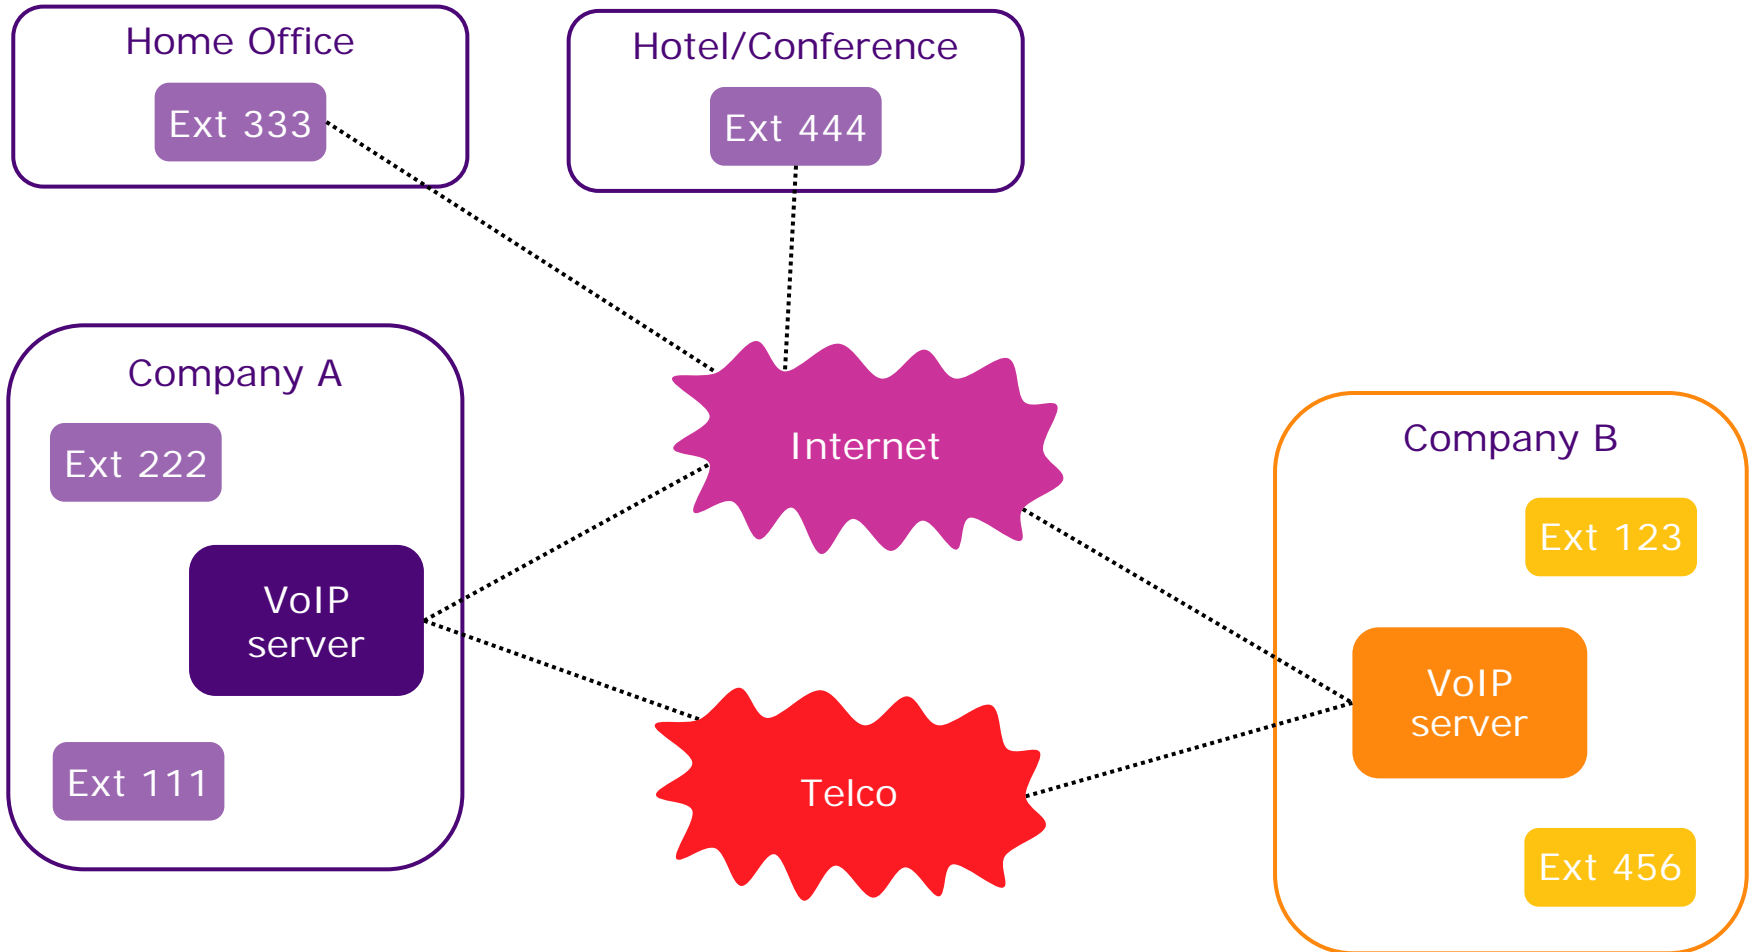 Home Office
Ext 333
Hotel/Conference
Ext 444
Company A
Ext 222
VoIP
server
Ext 111
Internet
Telco
Company B
Ext 123
VoIP
server
Ext 456